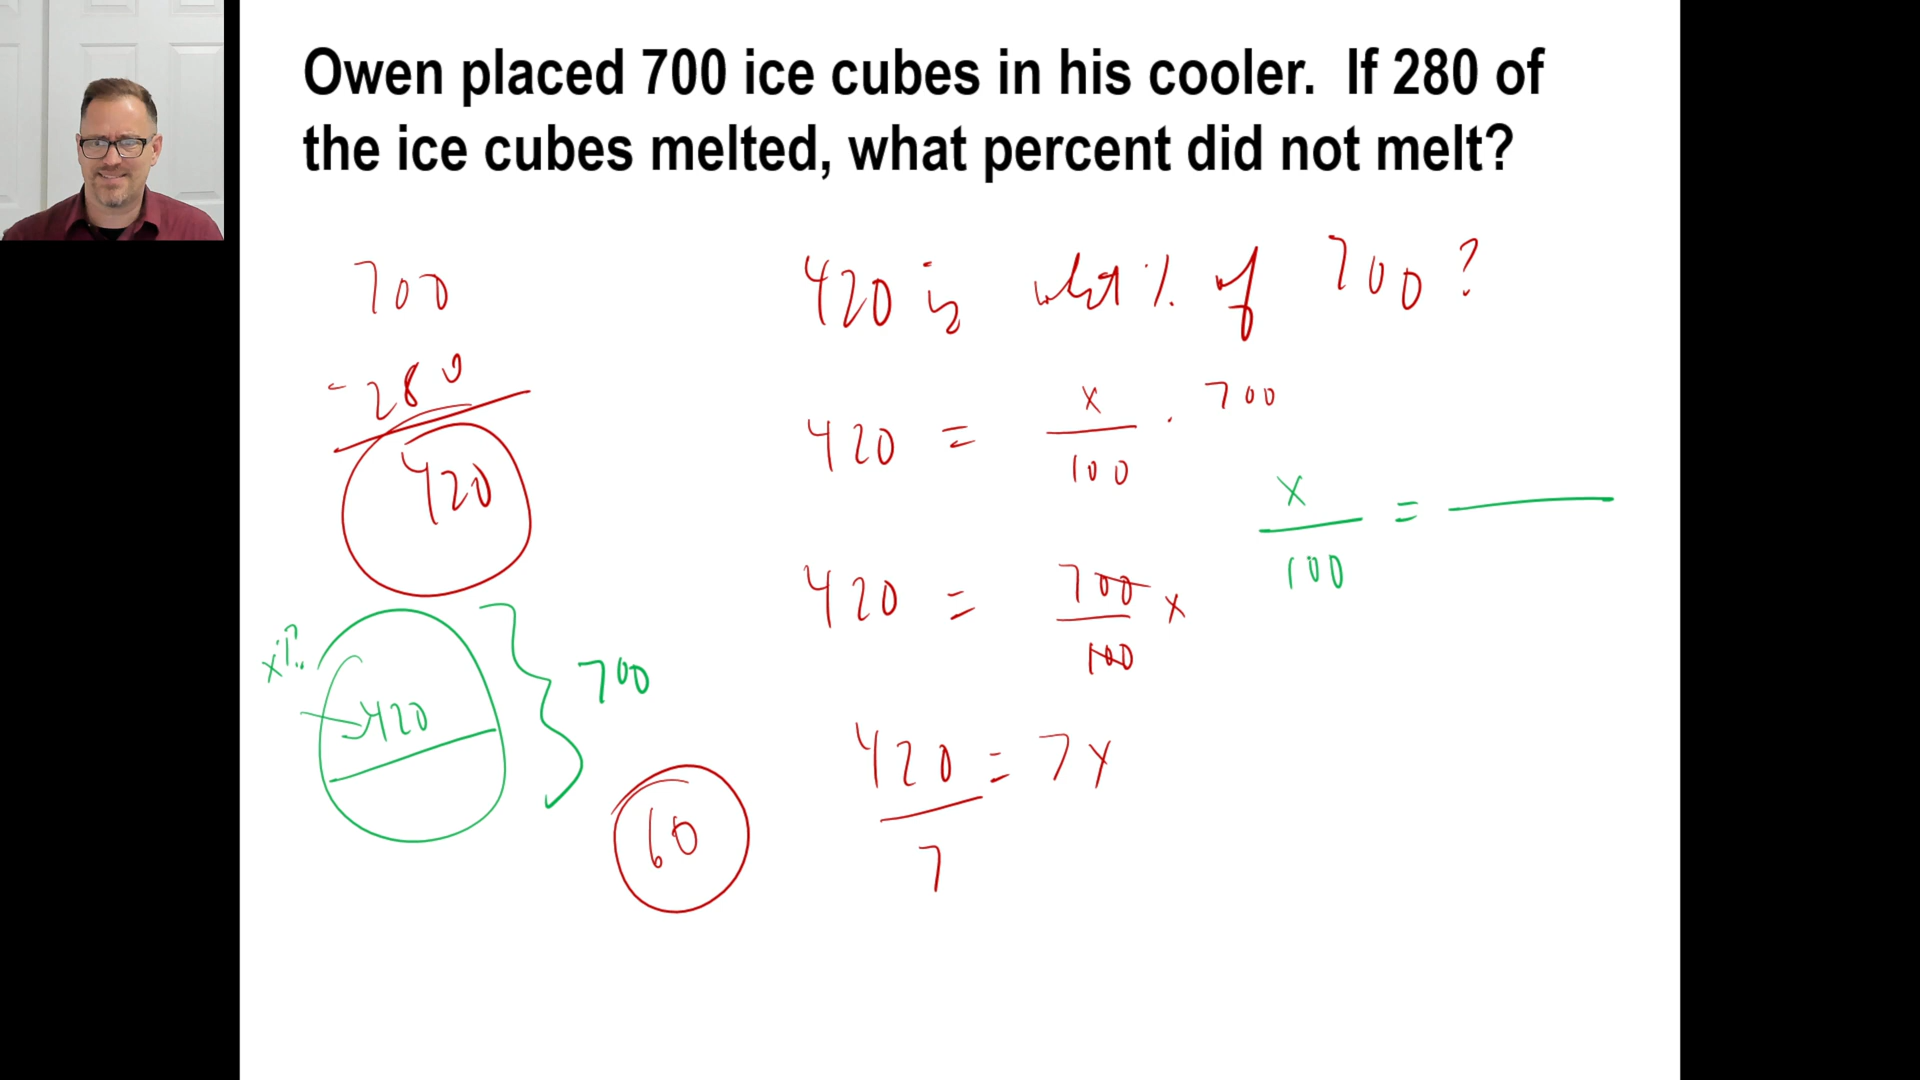 Owen placed 700 ice cubes in his cooler. If 280 of
the ice cubes melted, what percent did not melt?
700
- 280
420
x%
420
700
60
420 is what % of 700?
420 = x/100 · 700
420 = 700/100 x
420/7 = 7x
x/100 =